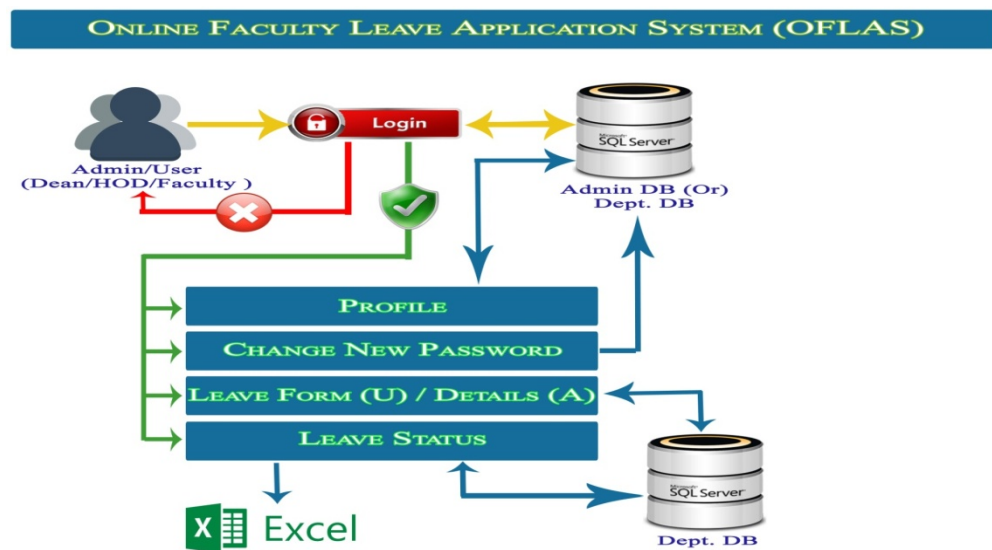 ONLINE FACULTY LEAVE APPLICATION SYSTEM (OFLAS)
Login
Microsoft
SQL Server
Admin/User
(Dean/HOD/Faculty )
Admin DB (Or)
Dept. DB
PROFILE
CHANGE NEW PASSWORD
LEAVE FORM (U) / DETAILS (A)
LEAVE STATUS
Microsoft
SQL Server
X Excel
Dept. DB